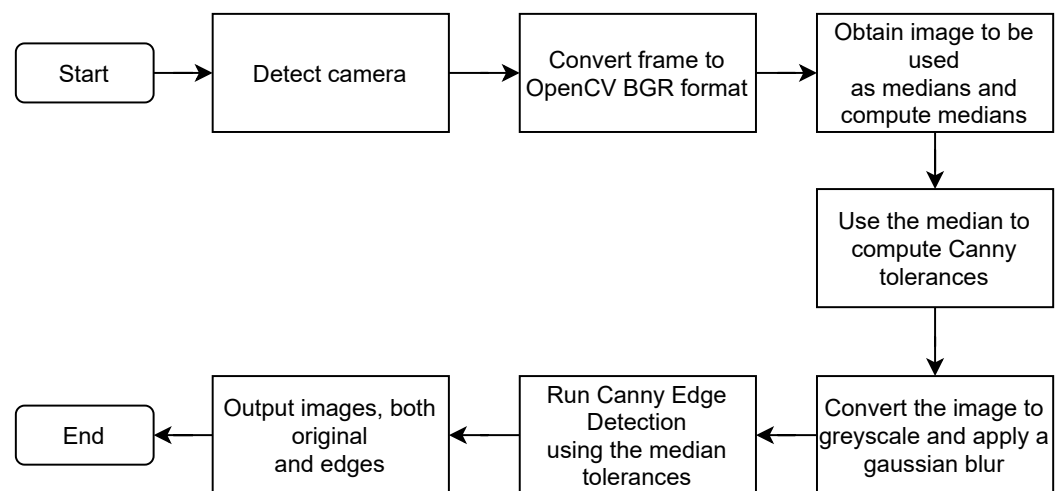 Start
Detect camera
Convert frame to
OpenCV BGR format
Obtain image to be
used
as medians and
compute medians
Use the median to
compute Canny
tolerances
Convert the image to
greyscale and apply a
gaussian blur
Run Canny Edge
Detection
using the median
tolerances
Output images, both
original
and edges
End